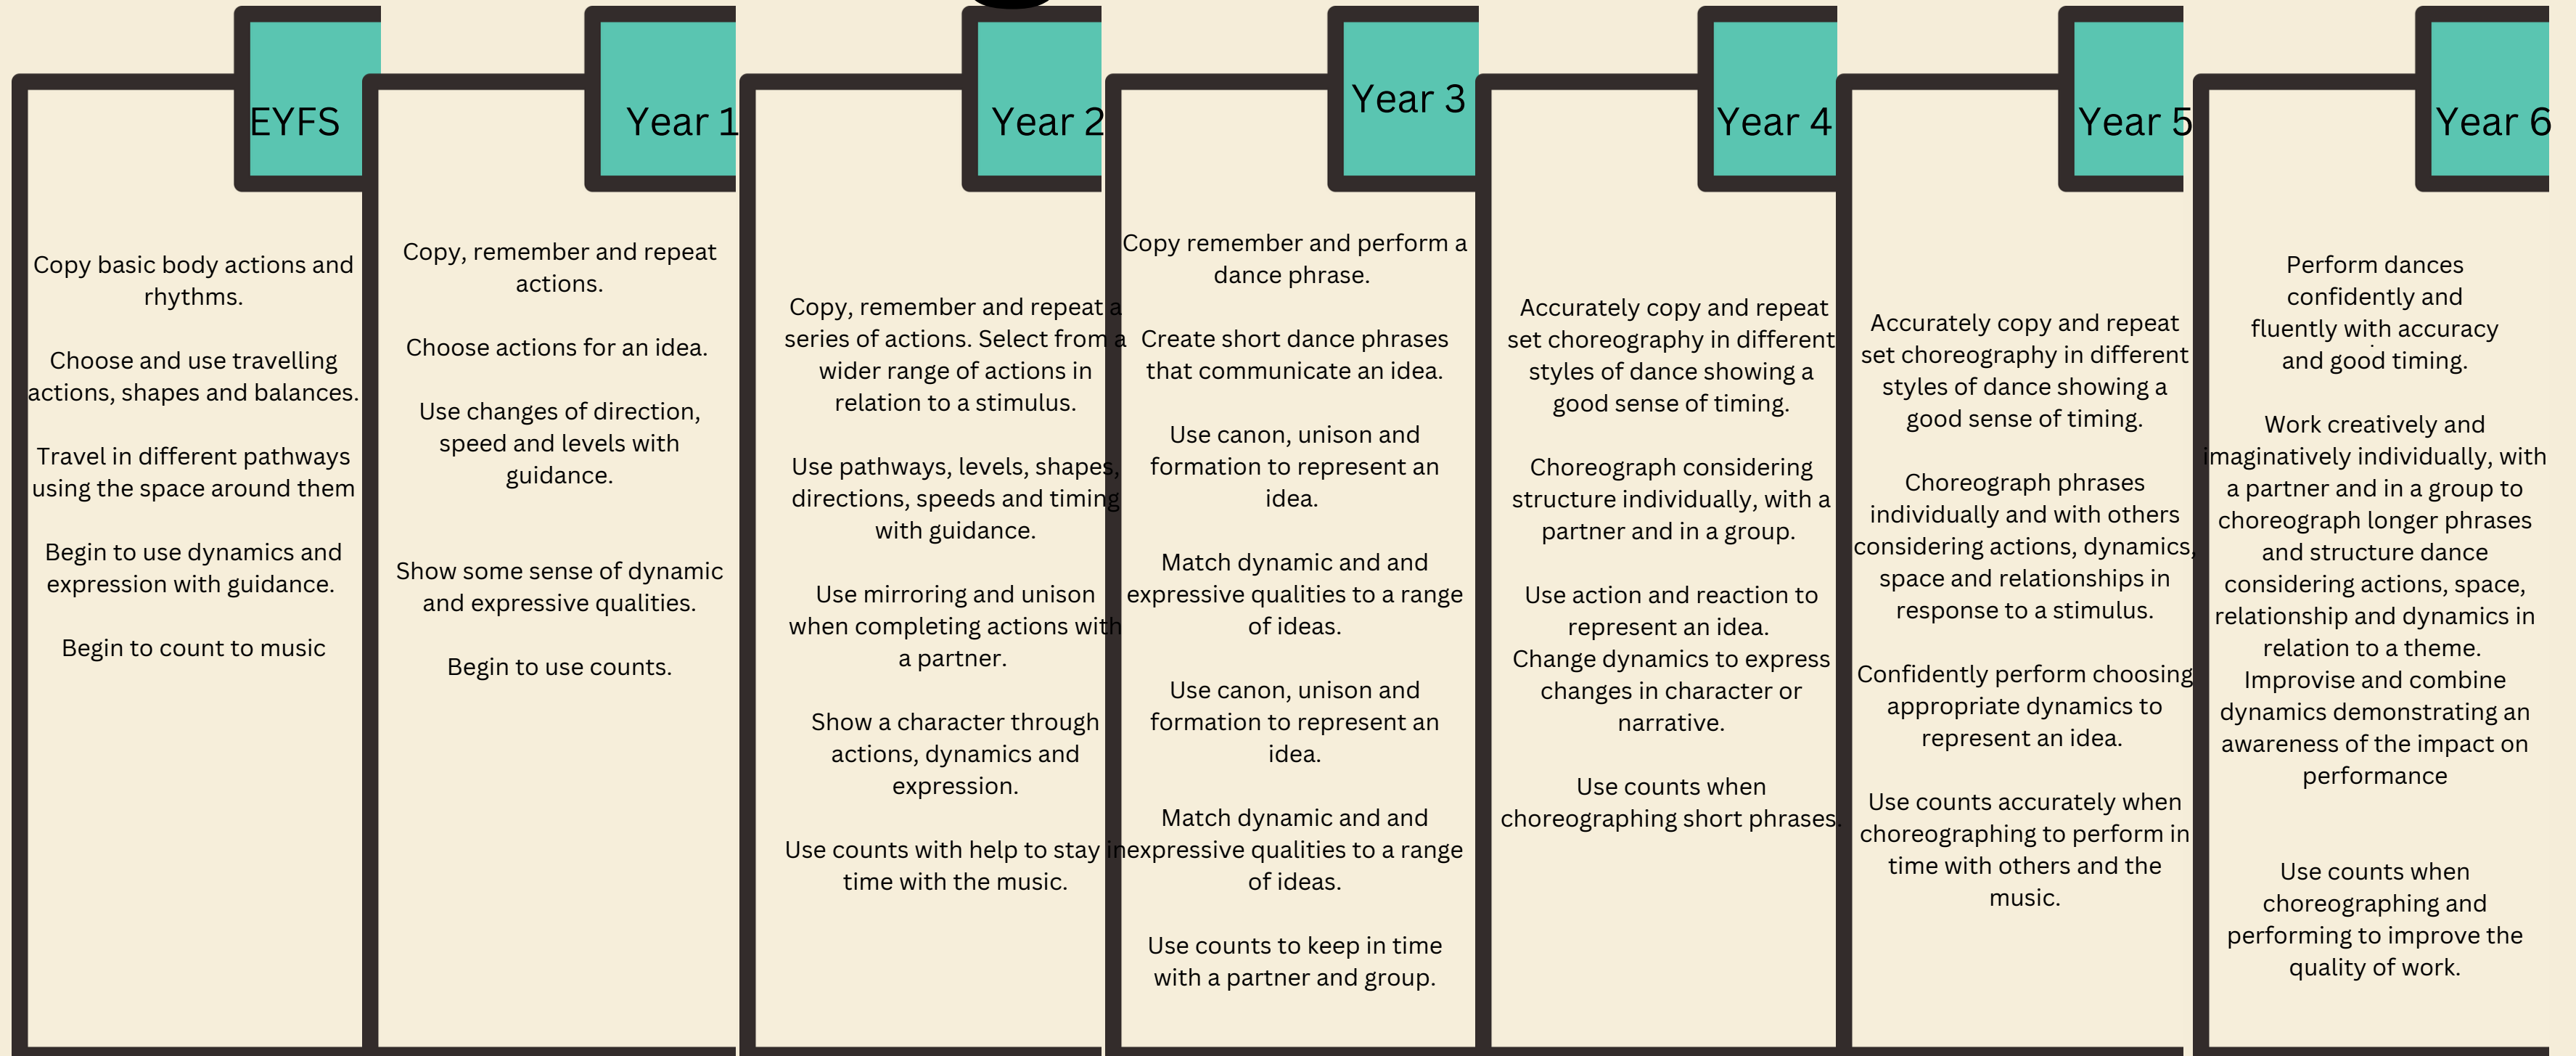 EYFS
Copy basic body actions and
rhythms.
Choose and use travelling
actions, shapes and balances.
Travel in different pathways
using the space around them
Begin to use dynamics and
expression with guidance.
Begin to count to music
Year 1
Copy, remember and repeat
actions.
Choose actions for an idea.
Use changes of direction,
speed and levels with
guidance.
Show some sense of dynamic
and expressive qualities.
Begin to use counts.
Year 2
Copy, remember and repeat a
series of actions. Select from a
wider range of actions in
relation to a stimulus.
Use pathways, levels, shapes,
directions, speeds and timing
with guidance.
Use mirroring and unison
when completing actions with
a partner.
Show a character through
actions, dynamics and
expression.
Use counts with help to stay in
time with the music.
Year 3
Copy remember and perform a
dance phrase.
Create short dance phrases
that communicate an idea.
Use canon, unison and
formation to represent an
idea.
Match dynamic and and
expressive qualities to a range
of ideas.
Use canon, unison and
formation to represent an
idea.
Match dynamic and and
expressive qualities to a range
of ideas.
Use counts to keep in time
with a partner and group.
Year 4
Accurately copy and repeat
set choreography in different
styles of dance showing a
good sense of timing.
Choreograph considering
structure individually, with a
partner and in a group.
Use action and reaction to
represent an idea.
Change dynamics to express
changes in character or
narrative.
Use counts when
choreographing short phrases.
Year 5
Accurately copy and repeat
set choreography in different
styles of dance showing a
good sense of timing.
Choreograph phrases
individually and with others
considering actions, dynamics,
space and relationships in
response to a stimulus.
Confidently perform choosing
appropriate dynamics to
represent an idea.
Use counts accurately when
choreographing to perform in
time with others and the
music.
Year 6
Perform dances
confidently and
fluently with accuracy
and good timing.
Work creatively and
imaginatively individually, with
a partner and in a group to
choreograph longer phrases
and structure dance
considering actions, space,
relationship and dynamics in
relation to a theme.
Improvise and combine
dynamics demonstrating an
awareness of the impact on
performance
Use counts when
choreographing and
performing to improve the
quality of work.